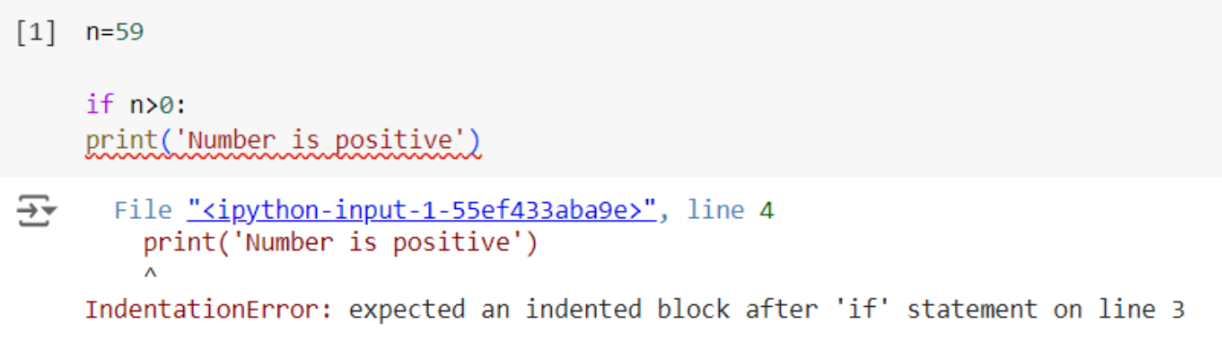 [1] n=59
if n>0:
print('Number is positive')
File "<ipython-input-1-55ef433aba9e>", line 4
print('Number is positive')
^
IndentationError: expected an indented block after 'if' statement on line 3